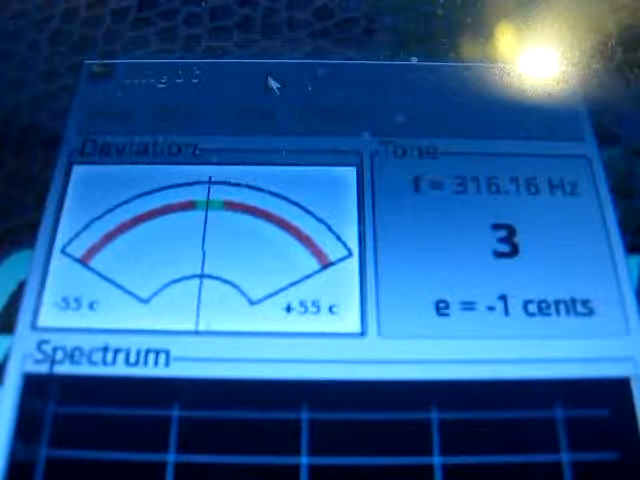 Deviation
-55 c
+55 c
Tone
f = 316.16 Hz
3
e = -1 cents
Spectrum